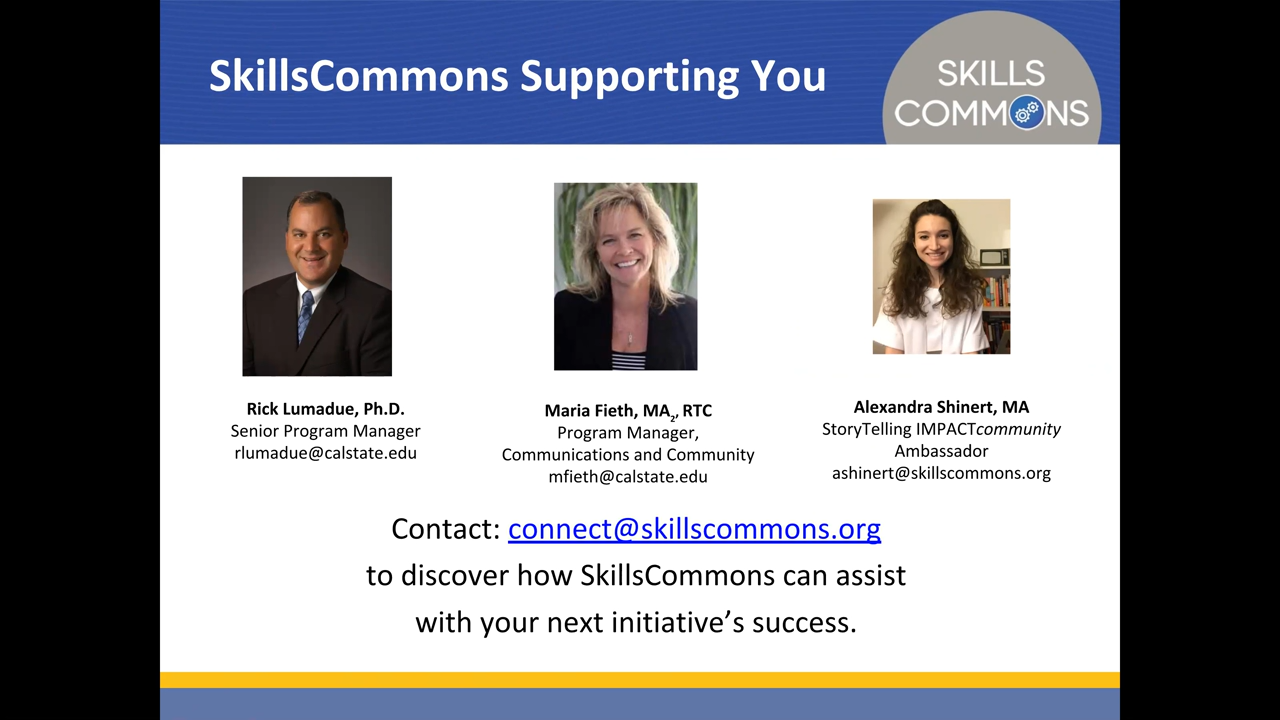 SkillsCommons Supporting You
SKILLS
COMMONS
Rick Lumadue, Ph.D.
Senior Program Manager
rlumadue@calstate.edu
Maria Fieth, MA2, RTC
Program Manager,
Communications and Community
mfieth@calstate.edu
Alexandra Shinert, MA
StoryTelling IMPACTcommunity
Ambassador
ashinert@skillscommons.org
Contact: connect@skillscommons.org
to discover how SkillsCommons can assist
with your next initiative’s success.